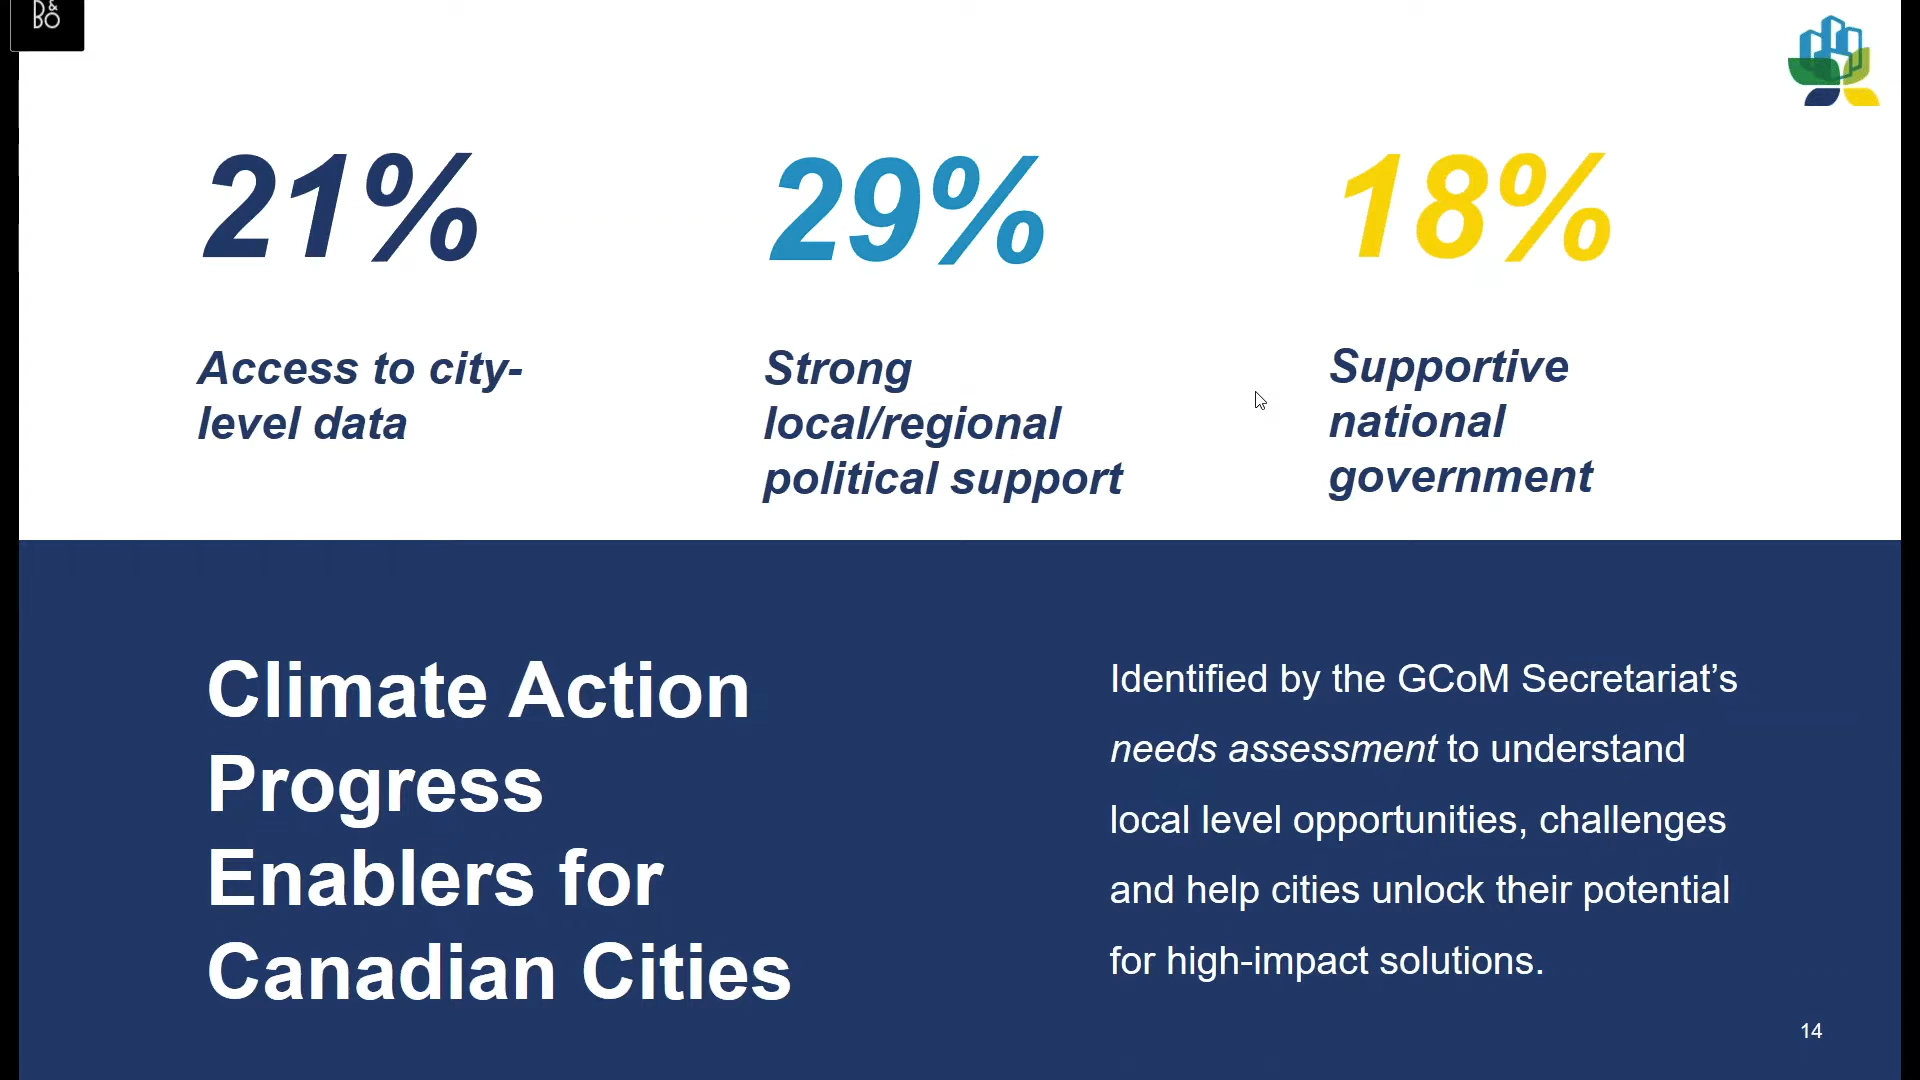 B&
BO
21%
29%
18%
Access to city-
level data
Strong
local/regional
political support
Supportive
national
government
Climate Action
Progress
Enablers for
Canadian Cities
Identified by the GCoM Secretariat’s
needs assessment to understand
local level opportunities, challenges
and help cities unlock their potential
for high-impact solutions.
14